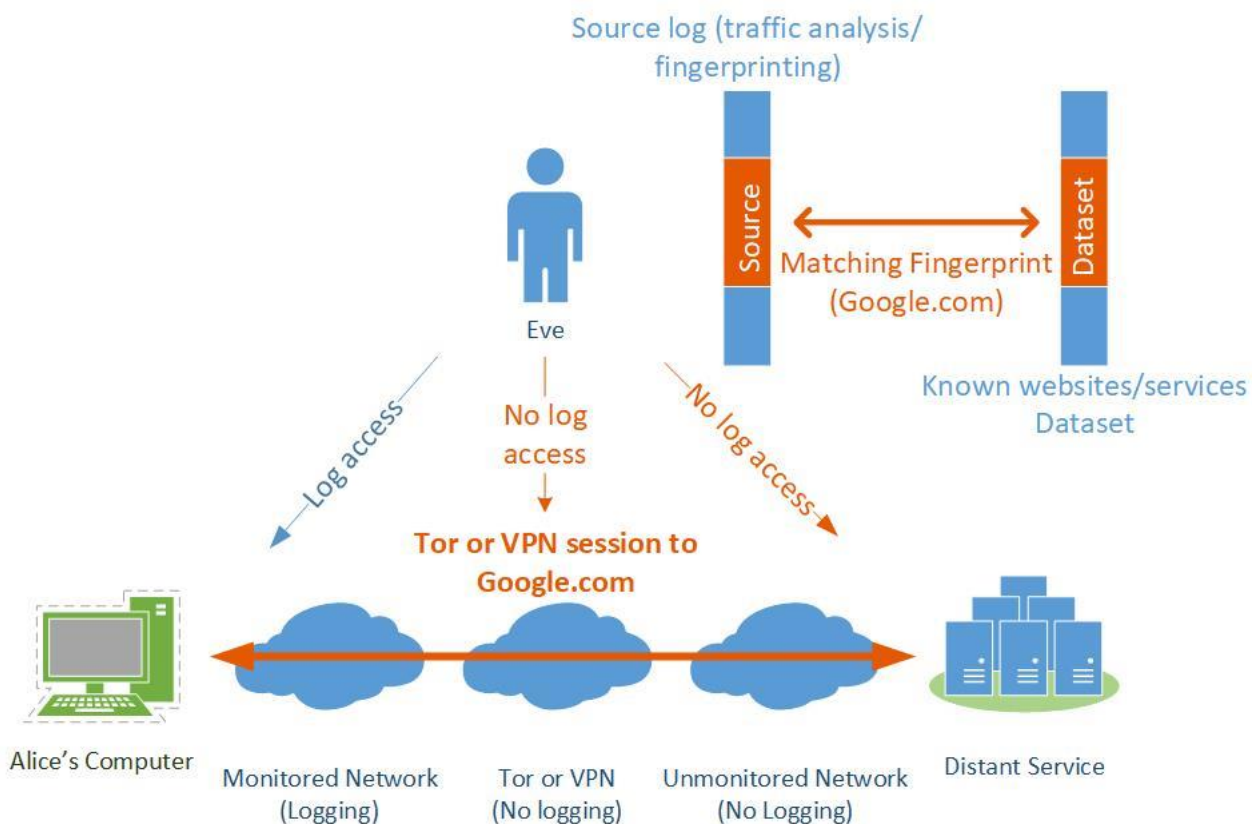 Source log (traffic analysis/
fingerprinting)
Source
Dataset
Matching Fingerprint
(Google.com)
Known websites/services
Dataset
Eve
Log access
No log
access
No log access
Tor or VPN session to
Google.com
Alice’s Computer
Monitored Network
(Logging)
Tor or VPN
(No logging)
Unmonitored Network
(No Logging)
Distant Service